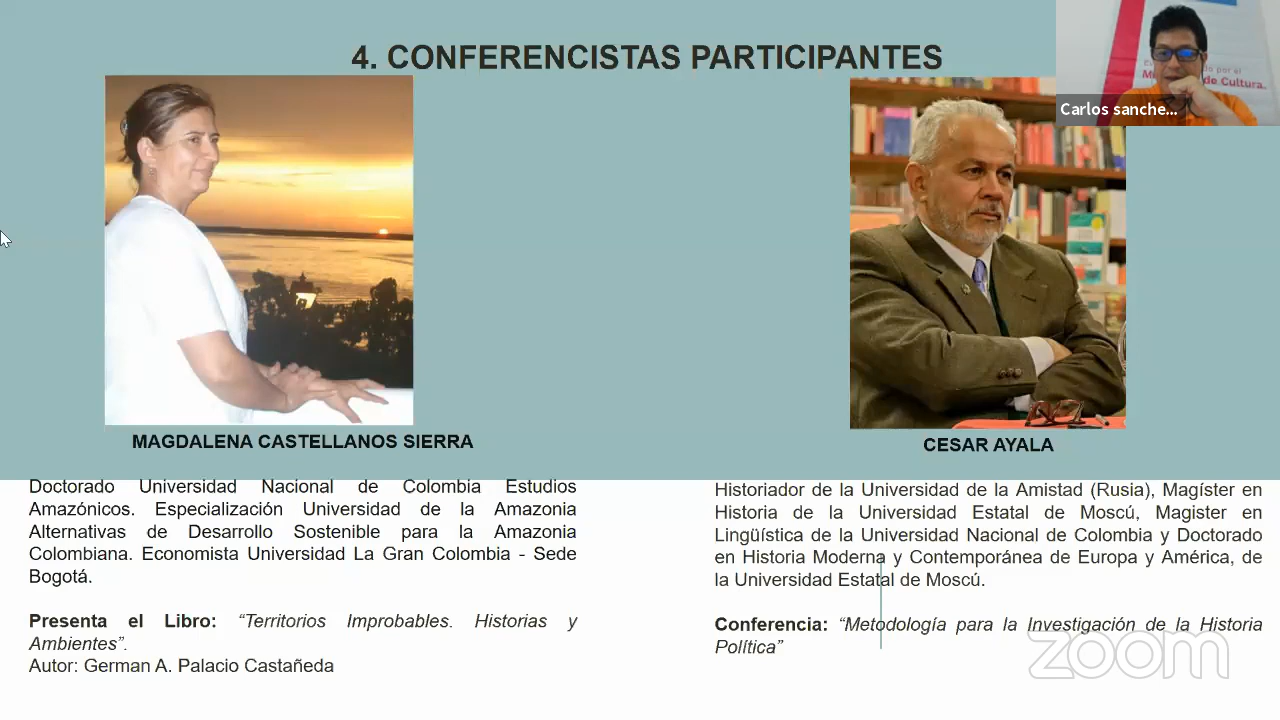 4. CONFERENCISTAS PARTICIPANTES
Mi
de Cultura.
Carlos sanche...
MAGDALENA CASTELLANOS SIERRA
Doctorado Universidad Nacional de Colombia Estudios
Amazónicos. Especialización Universidad de la Amazonia
Alternativas de Desarrollo Sostenible para la Amazonia
Colombiana. Economista Universidad La Gran Colombia - Sede
Bogotá.
Presenta el Libro: “Territorios Improbables. Historias y
Ambientes”.
Autor: German A. Palacio Castañeda
CESAR AYALA
Historiador de la Universidad de la Amistad (Rusia), Magíster en
Historia de la Universidad Estatal de Moscú, Magister en
Lingüística de la Universidad Nacional de Colombia y Doctorado
en Historia Moderna y Contemporánea de Europa y América, de
la Universidad Estatal de Moscú.
Conferencia: “Metodología para la Investigación de la Historia
Política”
zoom